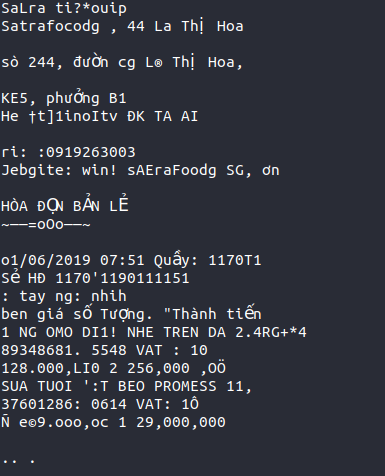 SaLra ti?*ouip
Satrafocodg , 44 La Thị Hoa
sò 244, đườn cg L® Thị Hoa,
KE5, phưởng B1
He †t]1inoItv ĐK TA AI
ri: :0919263003
Jebgite: win! sAEraFoodg SG, ơn
HÒA ĐỌN BẢN LẺ
~——=oOo——~
o1/06/2019 07:51 Quầy: 1170T1
Sẻ HĐ 1170'1190111151
: tay ng: nhih
ben giá số Tượng. "Thành tiến
1 NG OMO DI1! NHE TREN DA 2.4RG+*4
89348681. 5548 VAT : 10
128.000,LI0 2 256,000 ,OÖ
SUA TUOI ':T BEO PROMESS 11,
37601286: 0614 VAT: 1Ô
Ñ e©9.ooo,oc 1 29,000,000
.. .